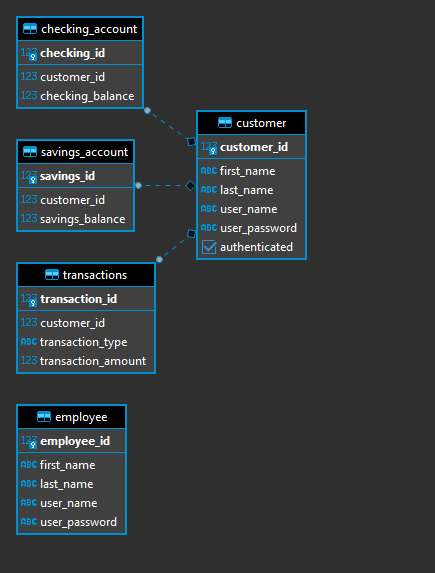 checking_account
123 checking_id
123 customer_id
123 checking_balance
customer
123 customer_id
ABC first_name
ABC last_name
ABC user_name
ABC user_password
authenticated
savings_account
123 savings_id
123 customer_id
123 savings_balance
transactions
123 transaction_id
123 customer_id
ABC transaction_type
123 transaction_amount
employee
123 employee_id
ABC first_name
ABC last_name
ABC user_name
ABC user_password